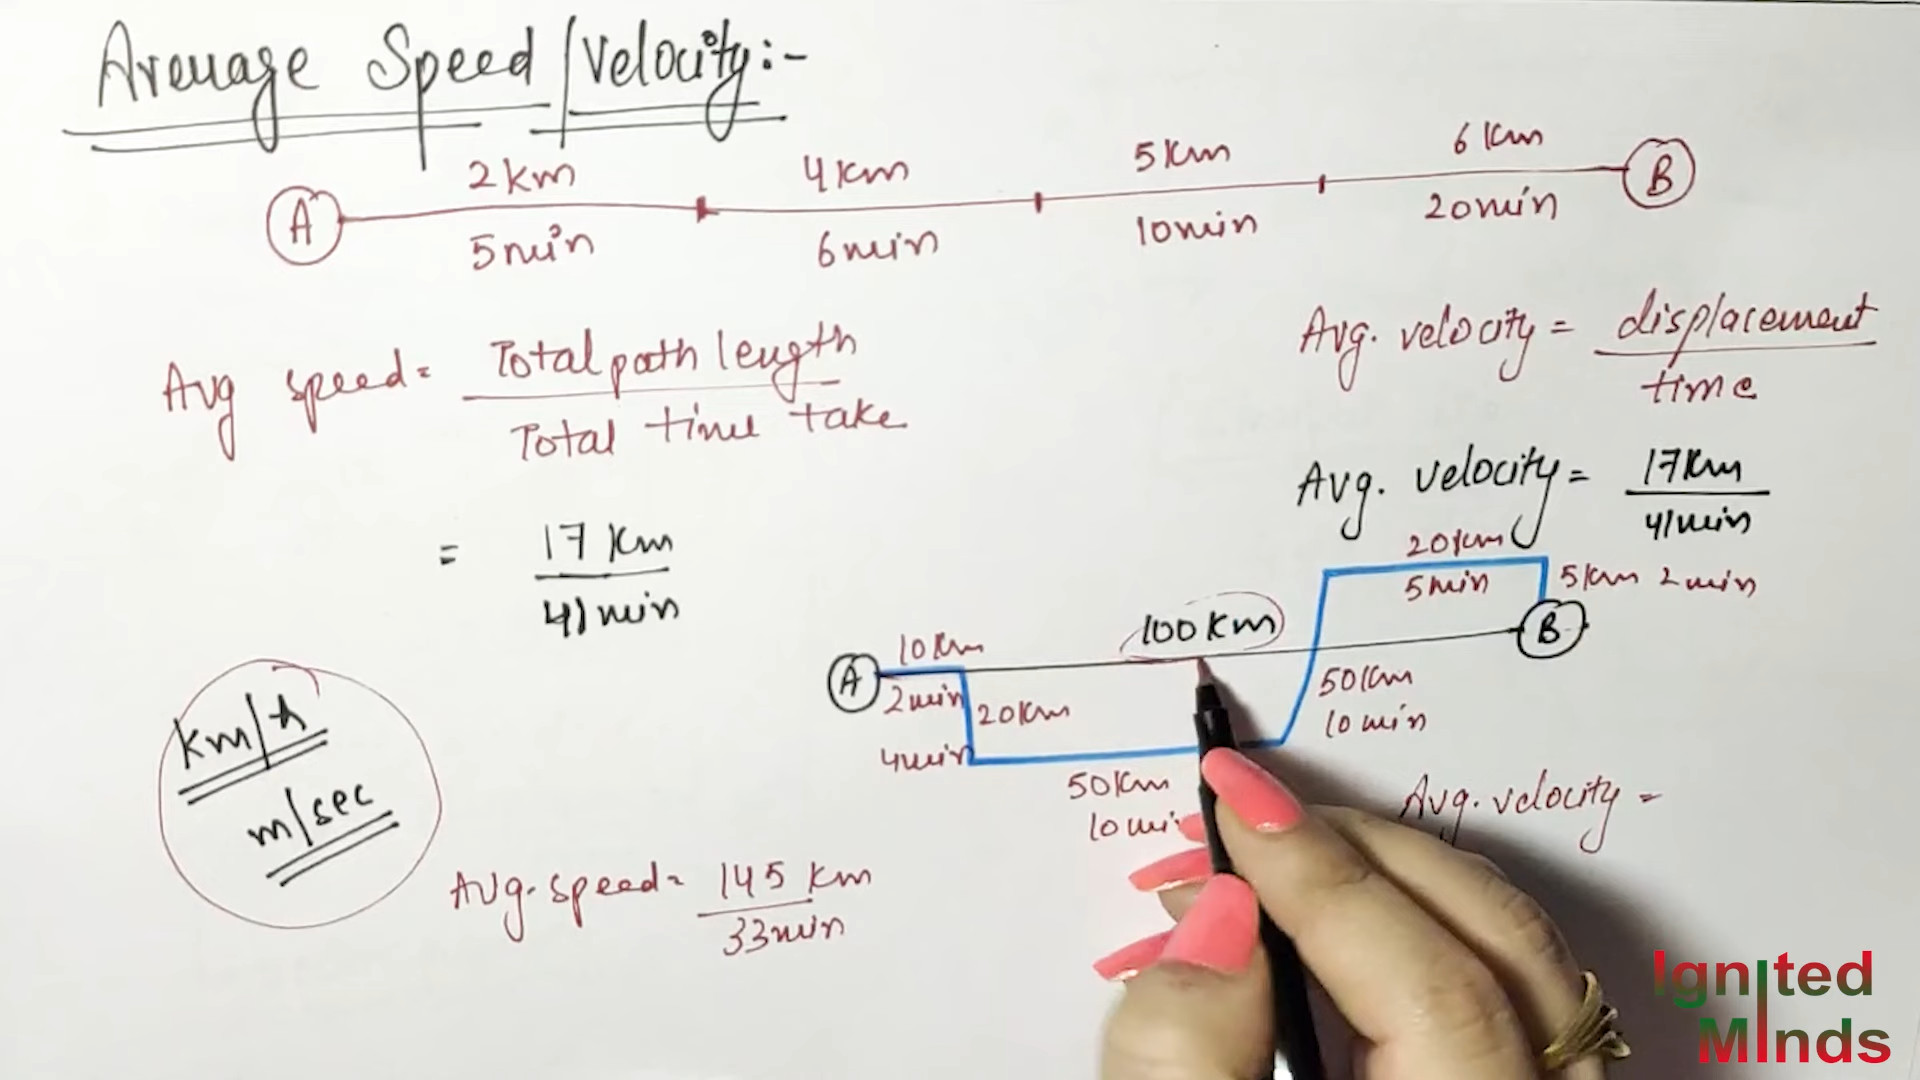 Average Speed/Velocity:-
2km 4km 5km 6km
A B
5min 6min 10min 20min
Avg speed = Total path length
Total time take
Avg. velocity = displacement
time
= 17 km
41 min
Avg. velocity = 17km
41min
20km
5min
5km 2min
100km
10km
A B
2min
20km
4min
50km
10min
50km
10 min
km/h
m/sec
Avg. speed = 145 km
33min
Avg. velocity =
Ignited
Minds